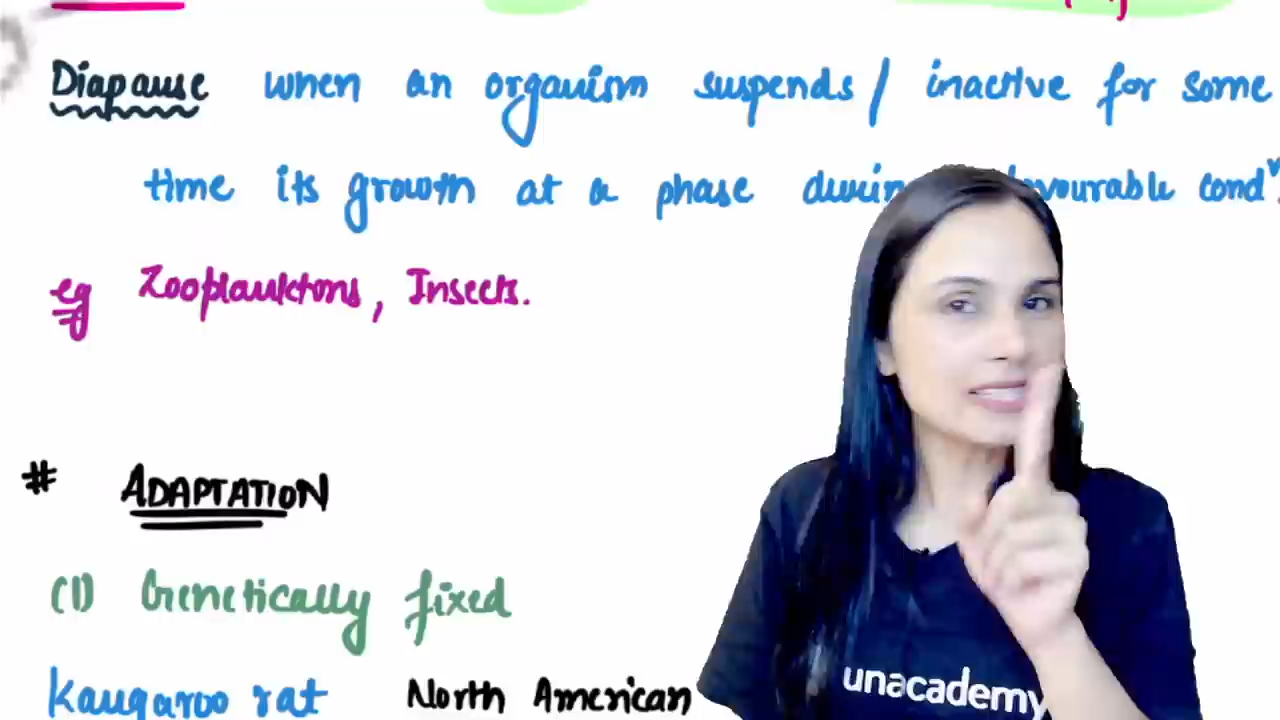 Diapause when an organism suspends / inactive for some
time its growth at a phase cond^n.
eg Zooplanktons, Insects.
# ADAPTATION
(1) Genetically fixed
Kangaroo rat North American
unacademy